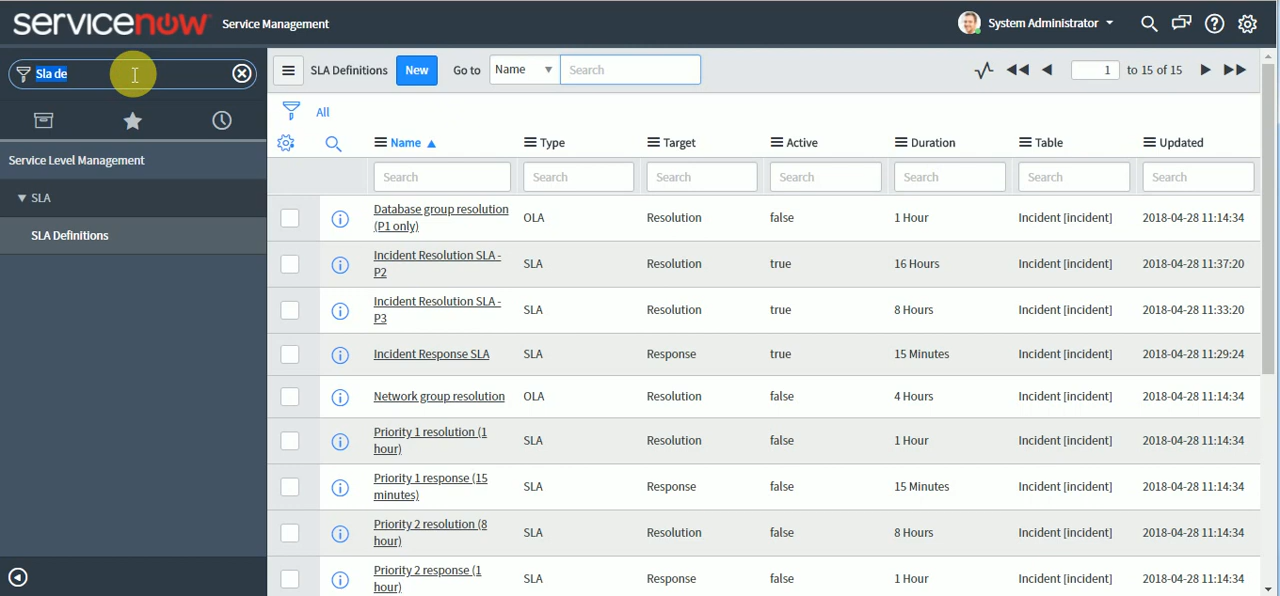 servicenow Service Management System Administrator
Sla de
SLA Definitions New Go to Name Search 1 to 15 of 15
All
Name Type Target Active Duration Table Updated
Search Search Search Search Search Search Search
Service Level Management
SLA
SLA Definitions
Database group resolution
(P1 only) OLA Resolution false 1 Hour Incident [incident] 2018-04-28 11:14:34
Incident Resolution SLA -
P2 SLA Resolution true 16 Hours Incident [incident] 2018-04-28 11:37:20
Incident Resolution SLA -
P3 SLA Resolution true 8 Hours Incident [incident] 2018-04-28 11:33:20
Incident Response SLA SLA Response true 15 Minutes Incident [incident] 2018-04-28 11:29:24
Network group resolution OLA Resolution false 4 Hours Incident [incident] 2018-04-28 11:14:34
Priority 1 resolution (1
hour) SLA Resolution false 1 Hour Incident [incident] 2018-04-28 11:14:34
Priority 1 response (15
minutes) SLA Response false 15 Minutes Incident [incident] 2018-04-28 11:14:34
Priority 2 resolution (8
hour) SLA Resolution false 8 Hours Incident [incident] 2018-04-28 11:14:34
Priority 2 response (1
hour) SLA Response false 1 Hour Incident [incident] 2018-04-28 11:14:34